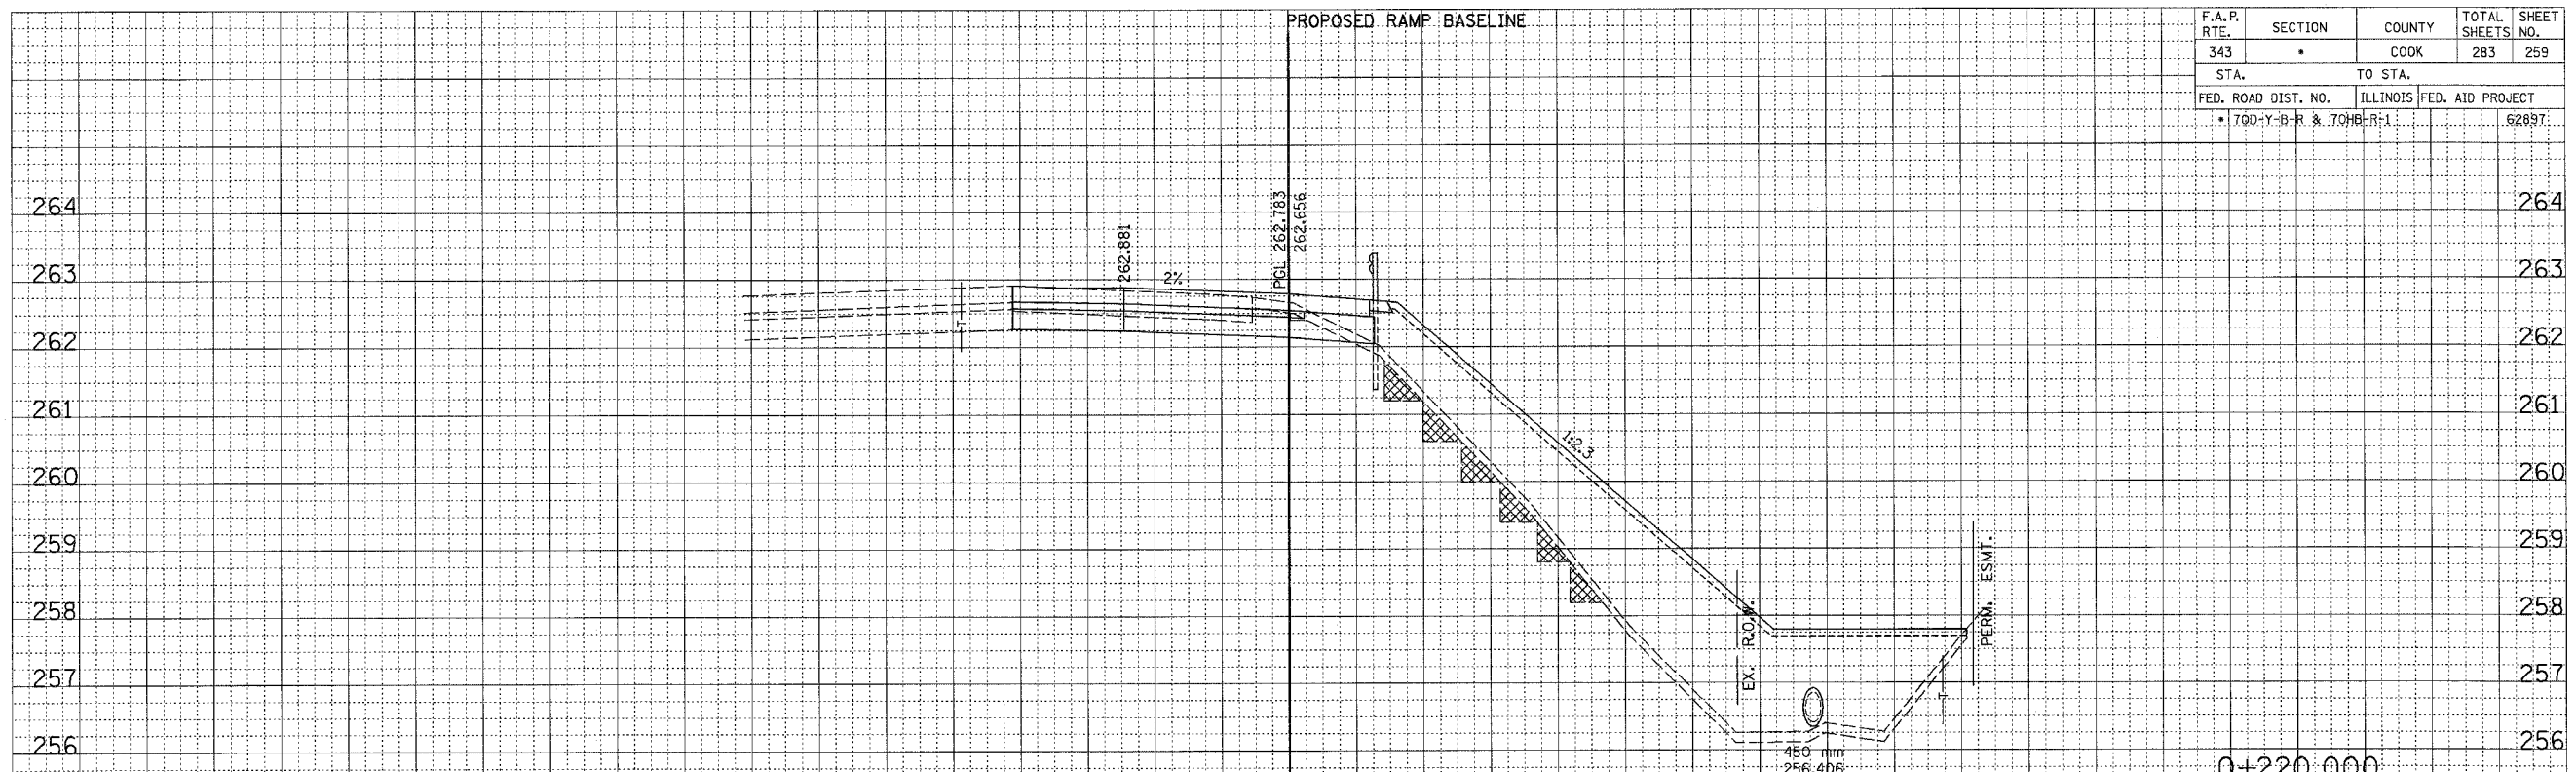 PROPOSED RAMP BASELINE
F.A.P. RTE. SECTION COUNTY TOTAL SHEETS SHEET NO.
343 * COOK 283 259
STA. TO STA.
FED. ROAD DIST. NO. ILLINOIS FED. AID PROJECT
* 70D-Y-B-R & 70HB-R-1 62897
264 264
PGL 262.783
262.656
262.881
263 2% 263
262 262
261 261
1:2.3
260 260
259 259
258 258
EX. R.O.W.
PERM. ESMT.
T
T
257 257
256 256
450 mm
256.406
0+220.000